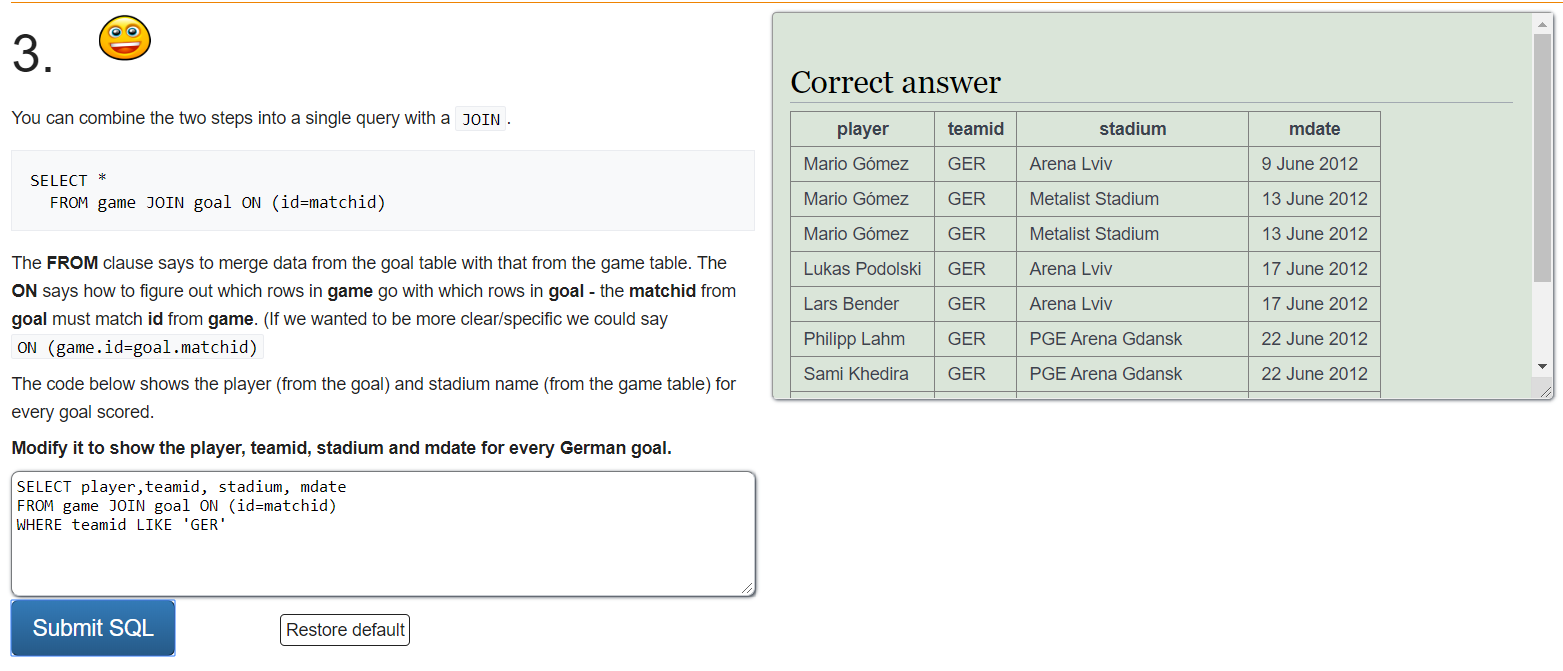 3.
You can combine the two steps into a single query with a JOIN.
SELECT *
FROM game JOIN goal ON (id=matchid)
The FROM clause says to merge data from the goal table with that from the game table. The
ON says how to figure out which rows in game go with which rows in goal - the matchid from
goal must match id from game. (If we wanted to be more clear/specific we could say
ON (game.id=goal.matchid)
The code below shows the player (from the goal) and stadium name (from the game table) for
every goal scored.
Modify it to show the player, teamid, stadium and mdate for every German goal.
SELECT player,teamid, stadium, mdate
FROM game JOIN goal ON (id=matchid)
WHERE teamid LIKE 'GER'
Submit SQL
Restore default
Correct answer
player teamid stadium mdate
Mario Gómez GER Arena Lviv 9 June 2012
Mario Gómez GER Metalist Stadium 13 June 2012
Mario Gómez GER Metalist Stadium 13 June 2012
Lukas Podolski GER Arena Lviv 17 June 2012
Lars Bender GER Arena Lviv 17 June 2012
Philipp Lahm GER PGE Arena Gdansk 22 June 2012
Sami Khedira GER PGE Arena Gdansk 22 June 2012